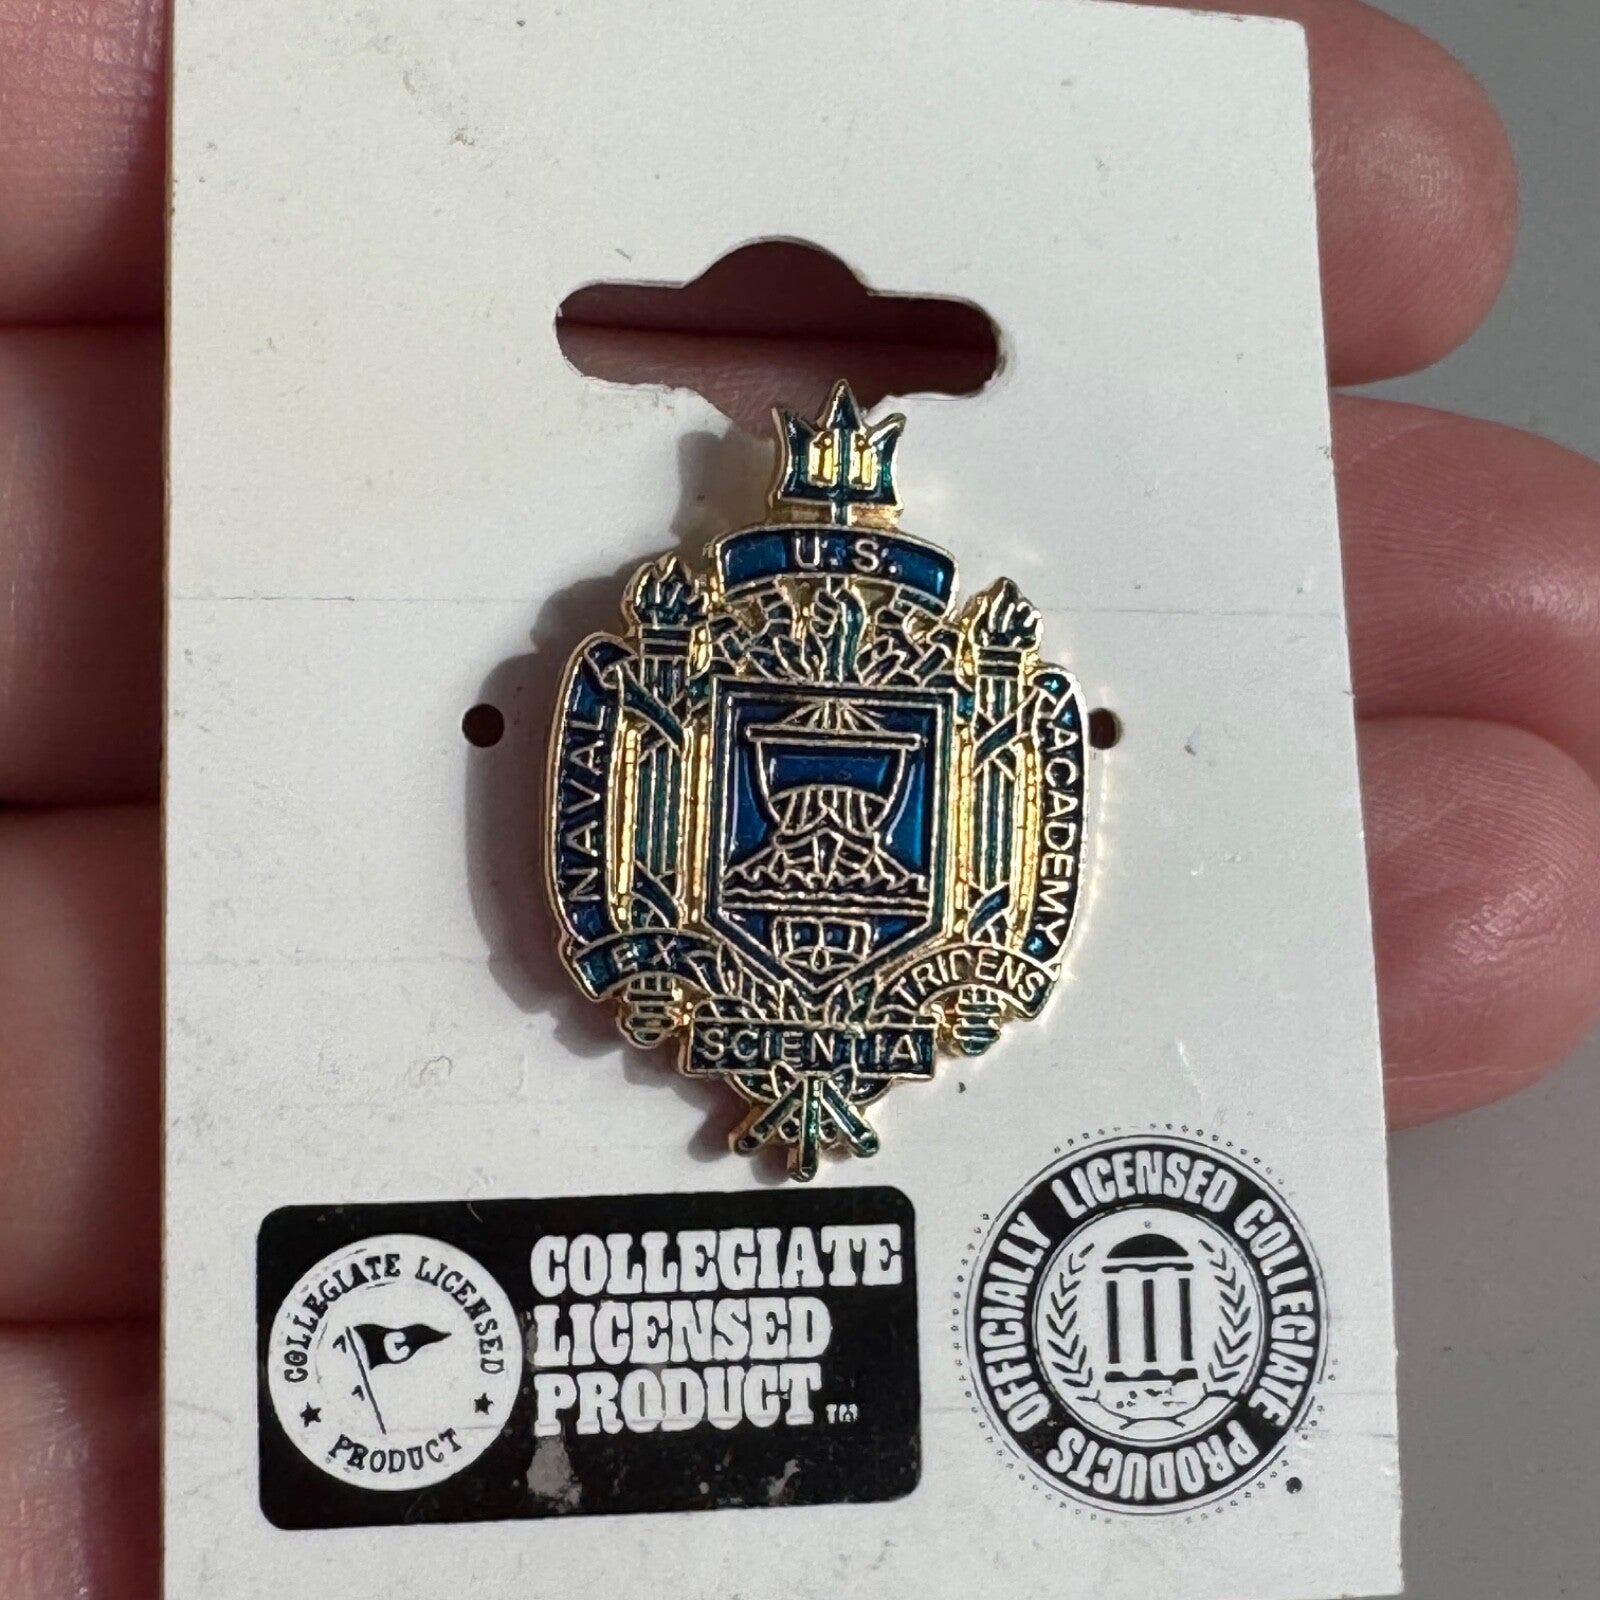 U.S.
NAVAL
ACADEMY
EX
TRIDENS
SCIENTIA
COLLEGIATE LICENSED
PRODUCT
C
COLLEGIATE
LICENSED
PRODUCT TM
OFFICIALLY LICENSED COLLEGIATE PRODUCTS